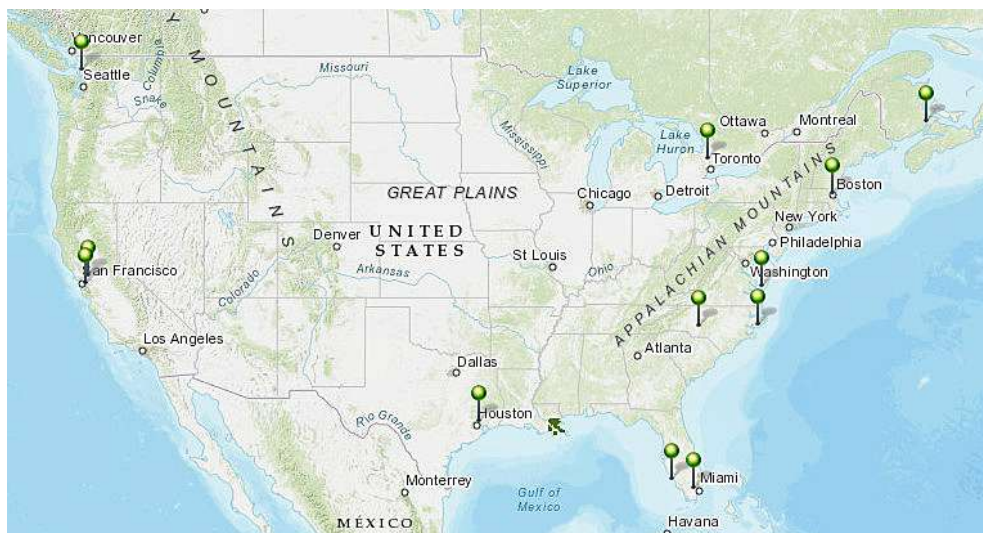 Vancouver
Seattle
Columbia
Snake
Y MOUNTAINS
Missouri
Mississippi
Lake
Superior
Lake
Huron
Ottawa
Montreal
Toronto
Boston
Detroit
Chicago
New York
Philadelphia
Washington
GREAT PLAINS
Denver
UNITED
STATES
St Louis
Ohio
Arkansas
Colorado
San Francisco
APPALACHIAN MOUNTAINS
Los Angeles
Atlanta
Dallas
Houston
Rio Grande
Monterrey
Gulf of
Mexico
Miami
MÉXICO
Havana